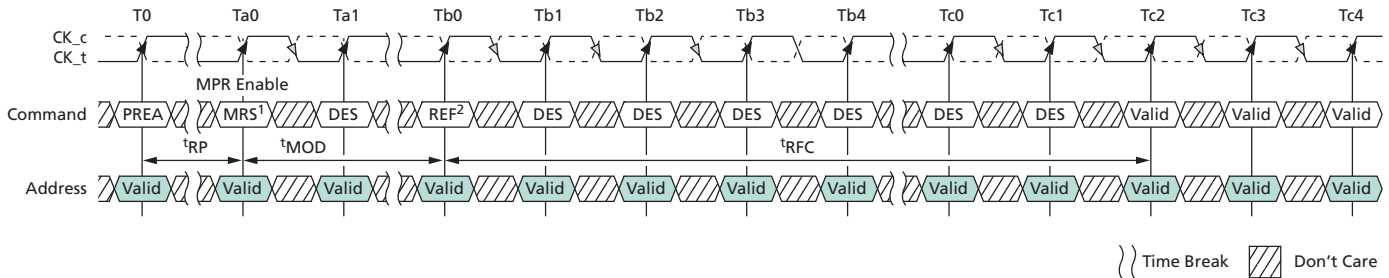 T0 Ta0 Ta1 Tb0 Tb1 Tb2 Tb3 Tb4 Tc0 Tc1 Tc2 Tc3 Tc4
CK_c
CK_t
MPR Enable
Command PREA MRS¹ DES REF² DES DES DES DES DES DES Valid Valid Valid
tRP tMOD tRFC
Address Valid Valid Valid Valid Valid Valid Valid Valid Valid Valid Valid Valid Valid
Time Break Don't Care